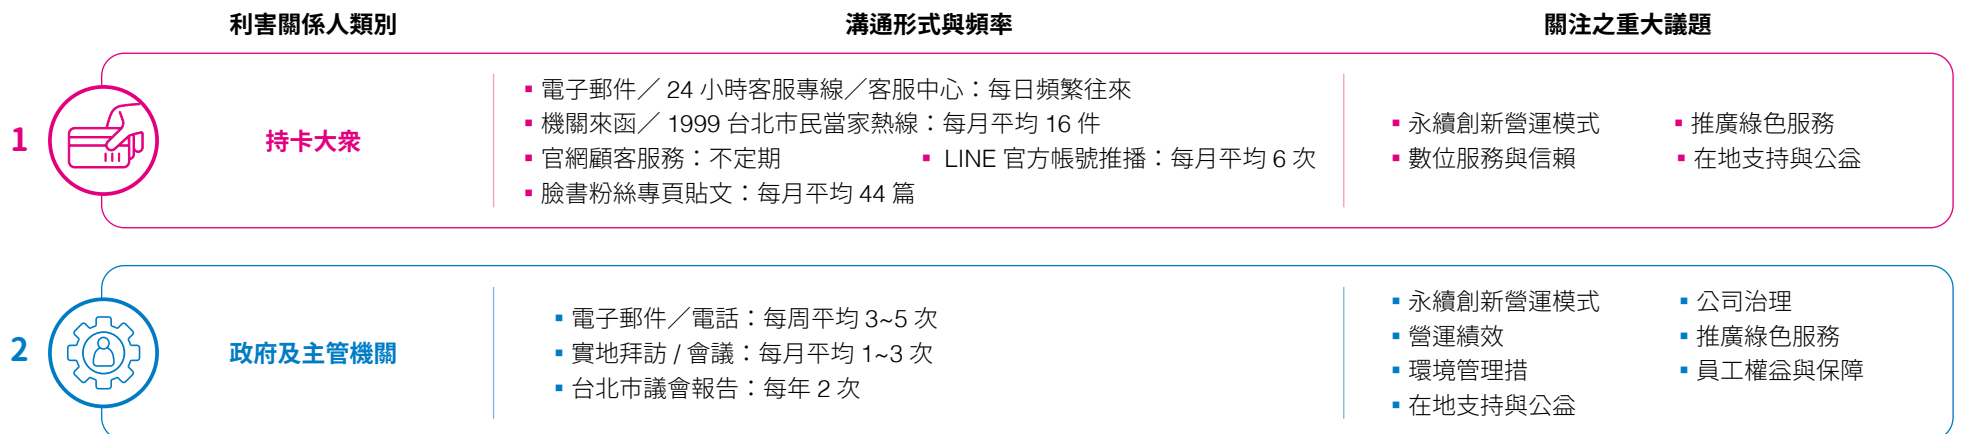 利害關係人類別 溝通形式與頻率 關注之重大議題
1 持卡大眾
▪ 電子郵件／ 24 小時客服專線／客服中心：每日頻繁往來
▪ 機關來函／ 1999 台北市民當家熱線：每月平均 16 件
▪ 官網顧客服務：不定期 ▪ LINE 官方帳號推播：每月平均 6 次
▪ 臉書粉絲專頁貼文：每月平均 44 篇
▪ 永續創新營運模式 ▪ 推廣綠色服務
▪ 數位服務與信賴 ▪ 在地支持與公益
2 政府及主管機關
▪ 電子郵件／電話：每周平均 3~5 次
▪ 實地拜訪 / 會議：每月平均 1~3 次
▪ 台北市議會報告：每年 2 次
▪ 永續創新營運模式 ▪ 公司治理
▪ 營運績效 ▪ 推廣綠色服務
▪ 環境管理措 ▪ 員工權益與保障
▪ 在地支持與公益